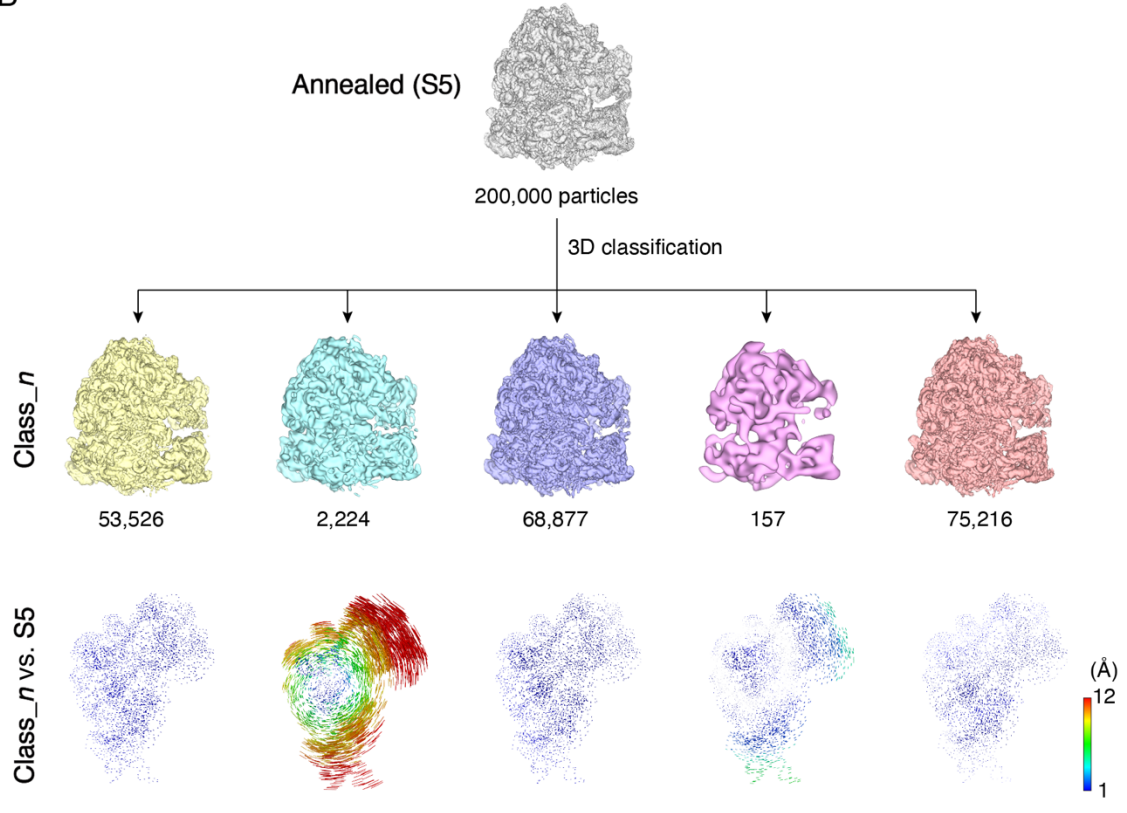 Annealed (S5)
200,000 particles
3D classification
Class_n
53,526
2,224
68,877
157
75,216
Class_n vs. S5
(Å)
12
1